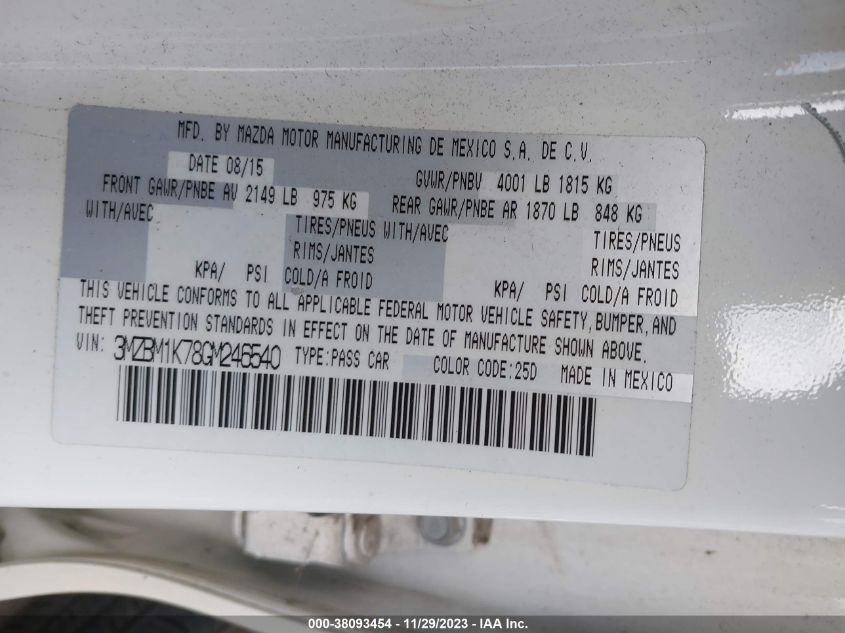 MFD. BY MAZDA MOTOR MANUFACTURING DE MEXICO S.A. DE C.V.
DATE 08/15 GVWR/PNBV 4001 LB 1815 KG
FRONT GAWR/PNBE AV 2149 LB 975 KG REAR GAWR/PNBE AR 1870 LB 848 KG
WITH/AVEC TIRES/PNEUS WITH/AVEC TIRES/PNEUS
RIMS/JANTES RIMS/JANTES
KPA/ PSI COLD/A FROID KPA/ PSI COLD/A FROID
THIS VEHICLE CONFORMS TO ALL APPLICABLE FEDERAL MOTOR VEHICLE SAFETY, BUMPER, AND
THEFT PREVENTION STANDARDS IN EFFECT ON THE DATE OF MANUFACTURE SHOWN ABOVE.
VIN: 3MZBM1K78GM246540 TYPE:PASS CAR COLOR CODE:25D MADE IN MEXICO
000-38093454 | 11/29/2023 | IAA Inc.